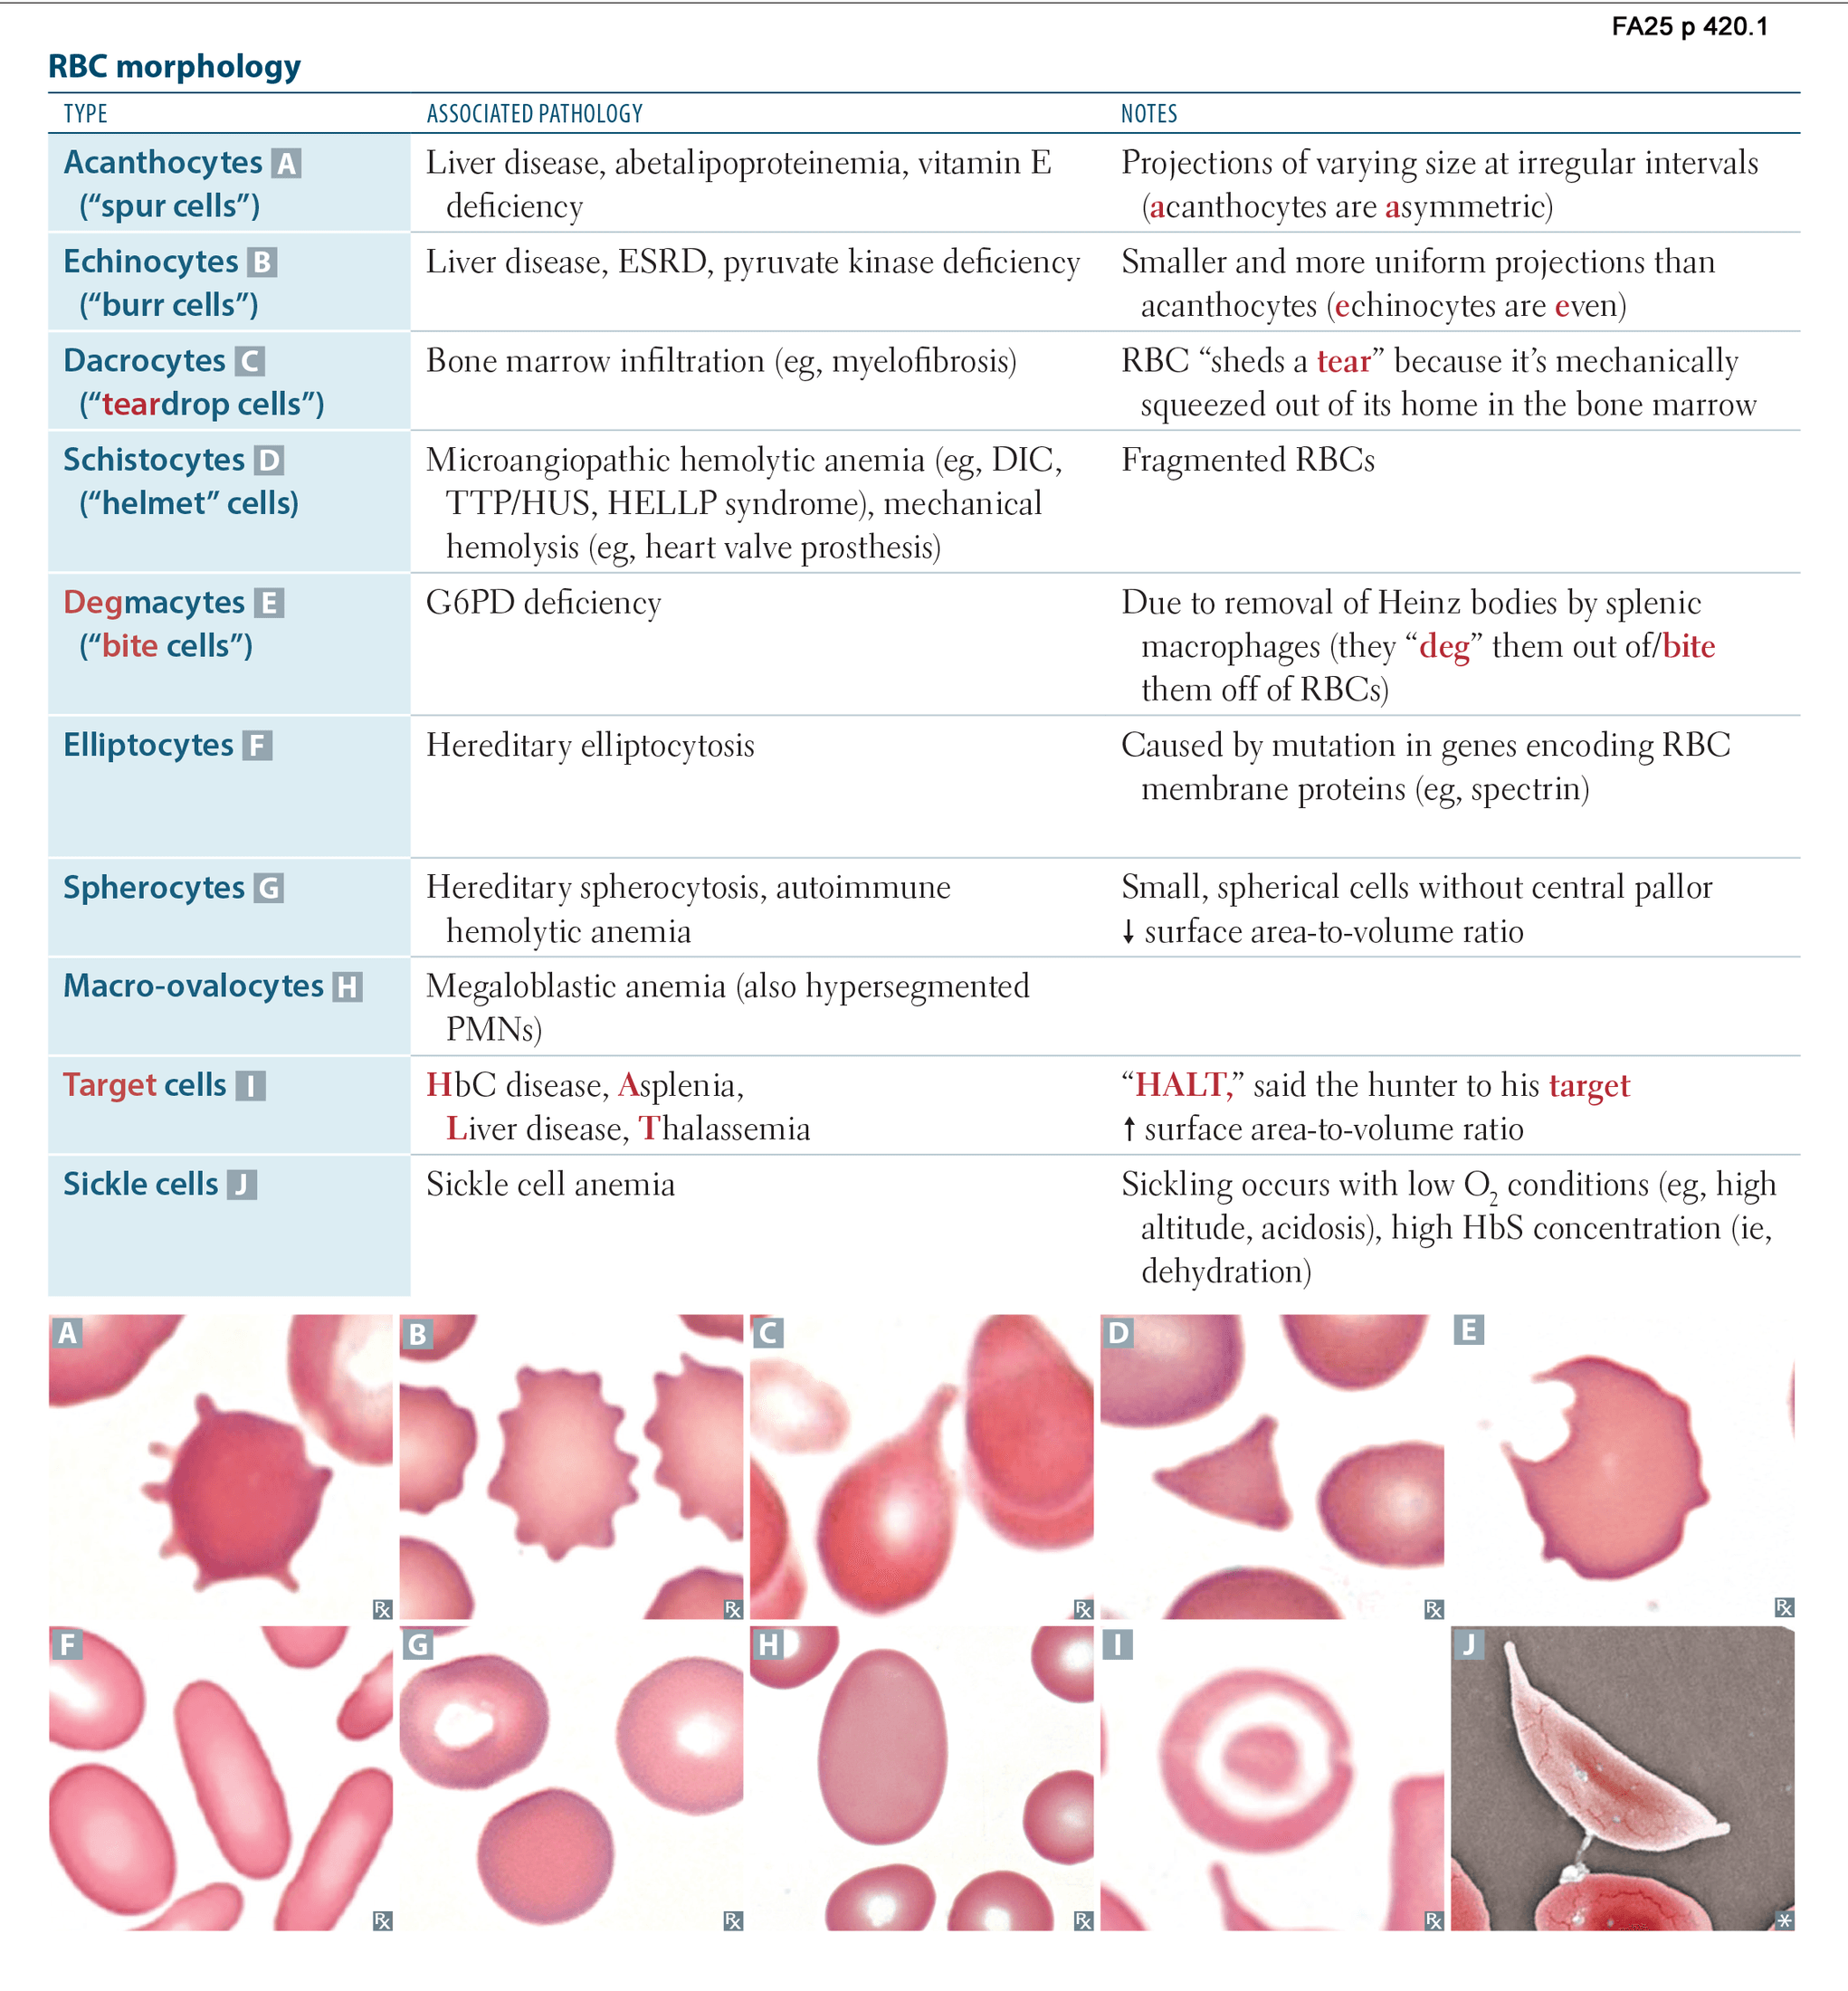 FA25 p 420.1
RBC morphology
TYPE
ASSOCIATED PATHOLOGY
NOTES
Acanthocytes A
(“spur cells”)
Liver disease, abetalipoproteinemia, vitamin E
deficiency
Projections of varying size at irregular intervals
(acanthocytes are asymmetric)
Echinocytes B
(“burr cells”)
Liver disease, ESRD, pyruvate kinase deficiency
Smaller and more uniform projections than
acanthocytes (echinocytes are even)
Dacrocytes C
(“teardrop cells”)
Bone marrow infiltration (eg, myelofibrosis)
RBC “sheds a tear” because it’s mechanically
squeezed out of its home in the bone marrow
Schistocytes D
(“helmet” cells)
Microangiopathic hemolytic anemia (eg, DIC,
TTP/HUS, HELLP syndrome), mechanical
hemolysis (eg, heart valve prosthesis)
Fragmented RBCs
Degmacytes E
(“bite cells”)
G6PD deficiency
Due to removal of Heinz bodies by splenic
macrophages (they “deg” them out of/bite
them off of RBCs)
Elliptocytes F
Hereditary elliptocytosis
Caused by mutation in genes encoding RBC
membrane proteins (eg, spectrin)
Spherocytes G
Hereditary spherocytosis, autoimmune
hemolytic anemia
Small, spherical cells without central pallor
↓ surface area-to-volume ratio
Macro-ovalocytes H
Megaloblastic anemia (also hypersegmented
PMNs)
Target cells I
HbC disease, Asplenia,
Liver disease, Thalassemia
“HALT,” said the hunter to his target
↑ surface area-to-volume ratio
Sickle cells J
Sickle cell anemia
Sickling occurs with low O₂ conditions (eg, high
altitude, acidosis), high HbS concentration (ie,
dehydration)
A
B
C
D
E
℞
℞
℞
℞
℞
F
G
H
I
J
℞
℞
℞
℞
*